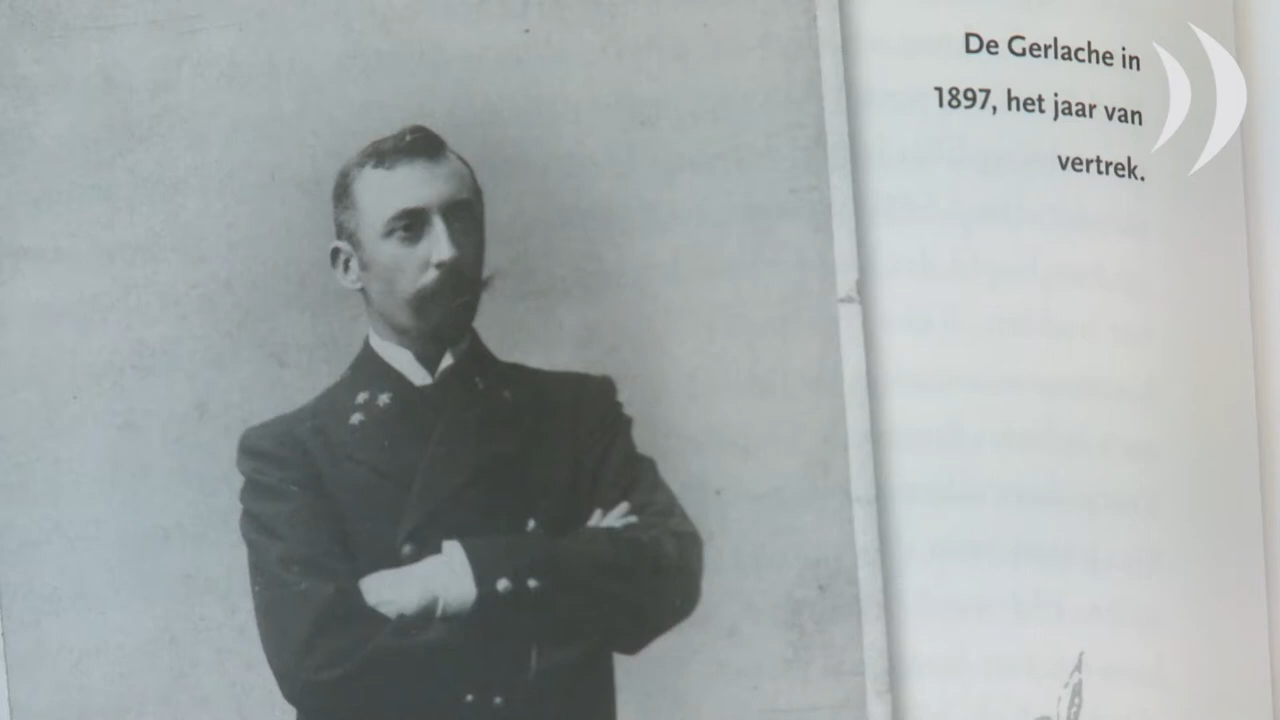 De Gerlache in
1897, het jaar van
vertrek.